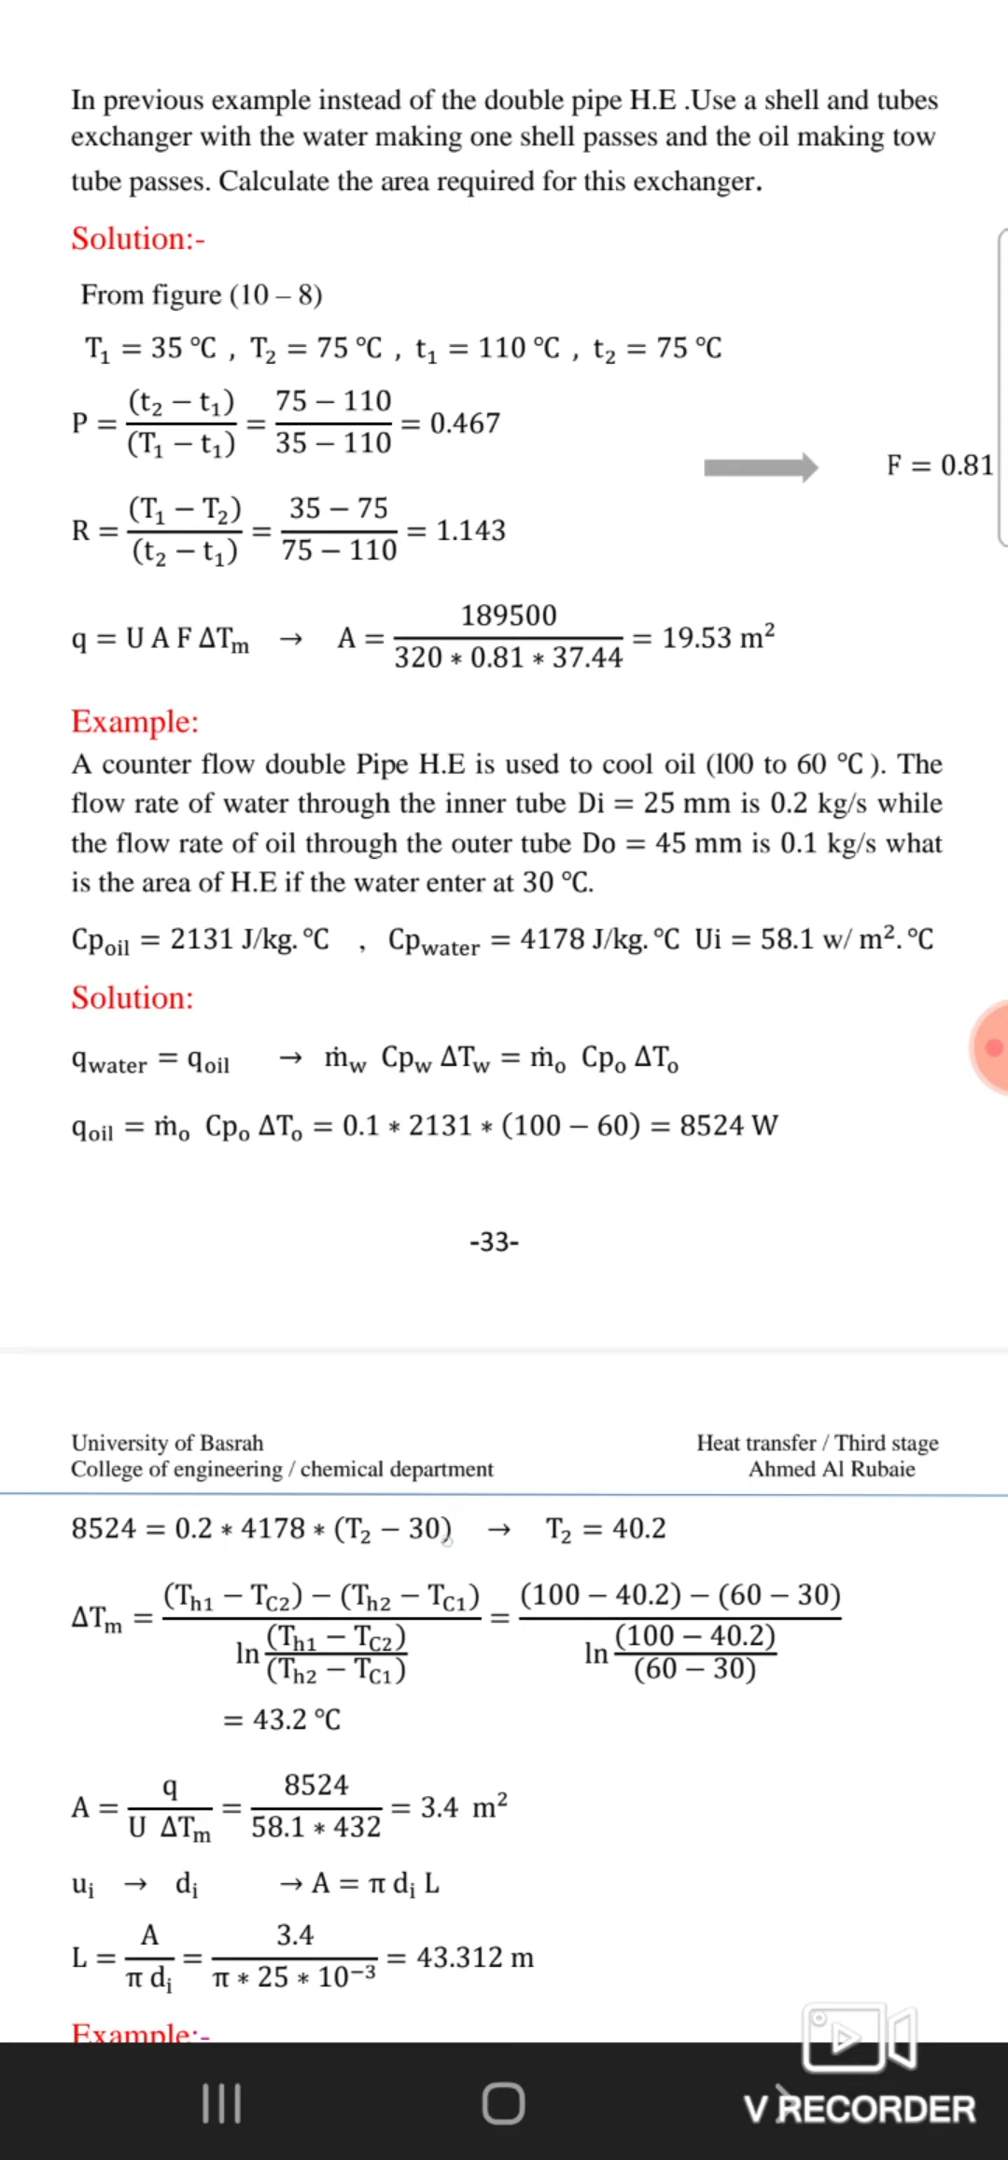 In previous example instead of the double pipe H.E .Use a shell and tubes
exchanger with the water making one shell passes and the oil making tow
tube passes. Calculate the area required for this exchanger.
Solution:-
From figure (10 – 8)
T₁ = 35 °C , T₂ = 75 °C , t₁ = 110 °C , t₂ = 75 °C
P = (t₂ − t₁)/(T₁ − t₁) = (75 − 110)/(35 − 110) = 0.467
F = 0.81
R = (T₁ − T₂)/(t₂ − t₁) = (35 − 75)/(75 − 110) = 1.143
q = U A F ΔTₘ → A = 189500/(320 ∗ 0.81 ∗ 37.44) = 19.53 m²
Example:
A counter flow double Pipe H.E is used to cool oil (100 to 60 °C ). The
flow rate of water through the inner tube Di = 25 mm is 0.2 kg/s while
the flow rate of oil through the outer tube Do = 45 mm is 0.1 kg/s what
is the area of H.E if the water enter at 30 °C.
Cp_oil = 2131 J/kg. °C , Cp_water = 4178 J/kg. °C Ui = 58.1 w/ m². °C
Solution:
q_water = q_oil → ṁ_w Cp_w ΔT_w = ṁ_o Cp_o ΔT_o
q_oil = ṁ_o Cp_o ΔT_o = 0.1 ∗ 2131 ∗ (100 − 60) = 8524 W
-33-
University of Basrah Heat transfer / Third stage
College of engineering / chemical department Ahmed Al Rubaie
8524 = 0.2 ∗ 4178 ∗ (T₂ − 30) → T₂ = 40.2
ΔTₘ = ((T_h1 − T_C2) − (T_h2 − T_C1))/(ln (T_h1 − T_C2)/(T_h2 − T_C1)) = ((100 − 40.2) − (60 − 30))/(ln (100 − 40.2)/(60 − 30))
= 43.2 °C
A = q/(U ΔTₘ) = 8524/(58.1 ∗ 432) = 3.4 m²
u_i → d_i → A = π d_i L
L = A/(π d_i) = 3.4/(π ∗ 25 ∗ 10⁻³) = 43.312 m
Example:-
V RECORDER